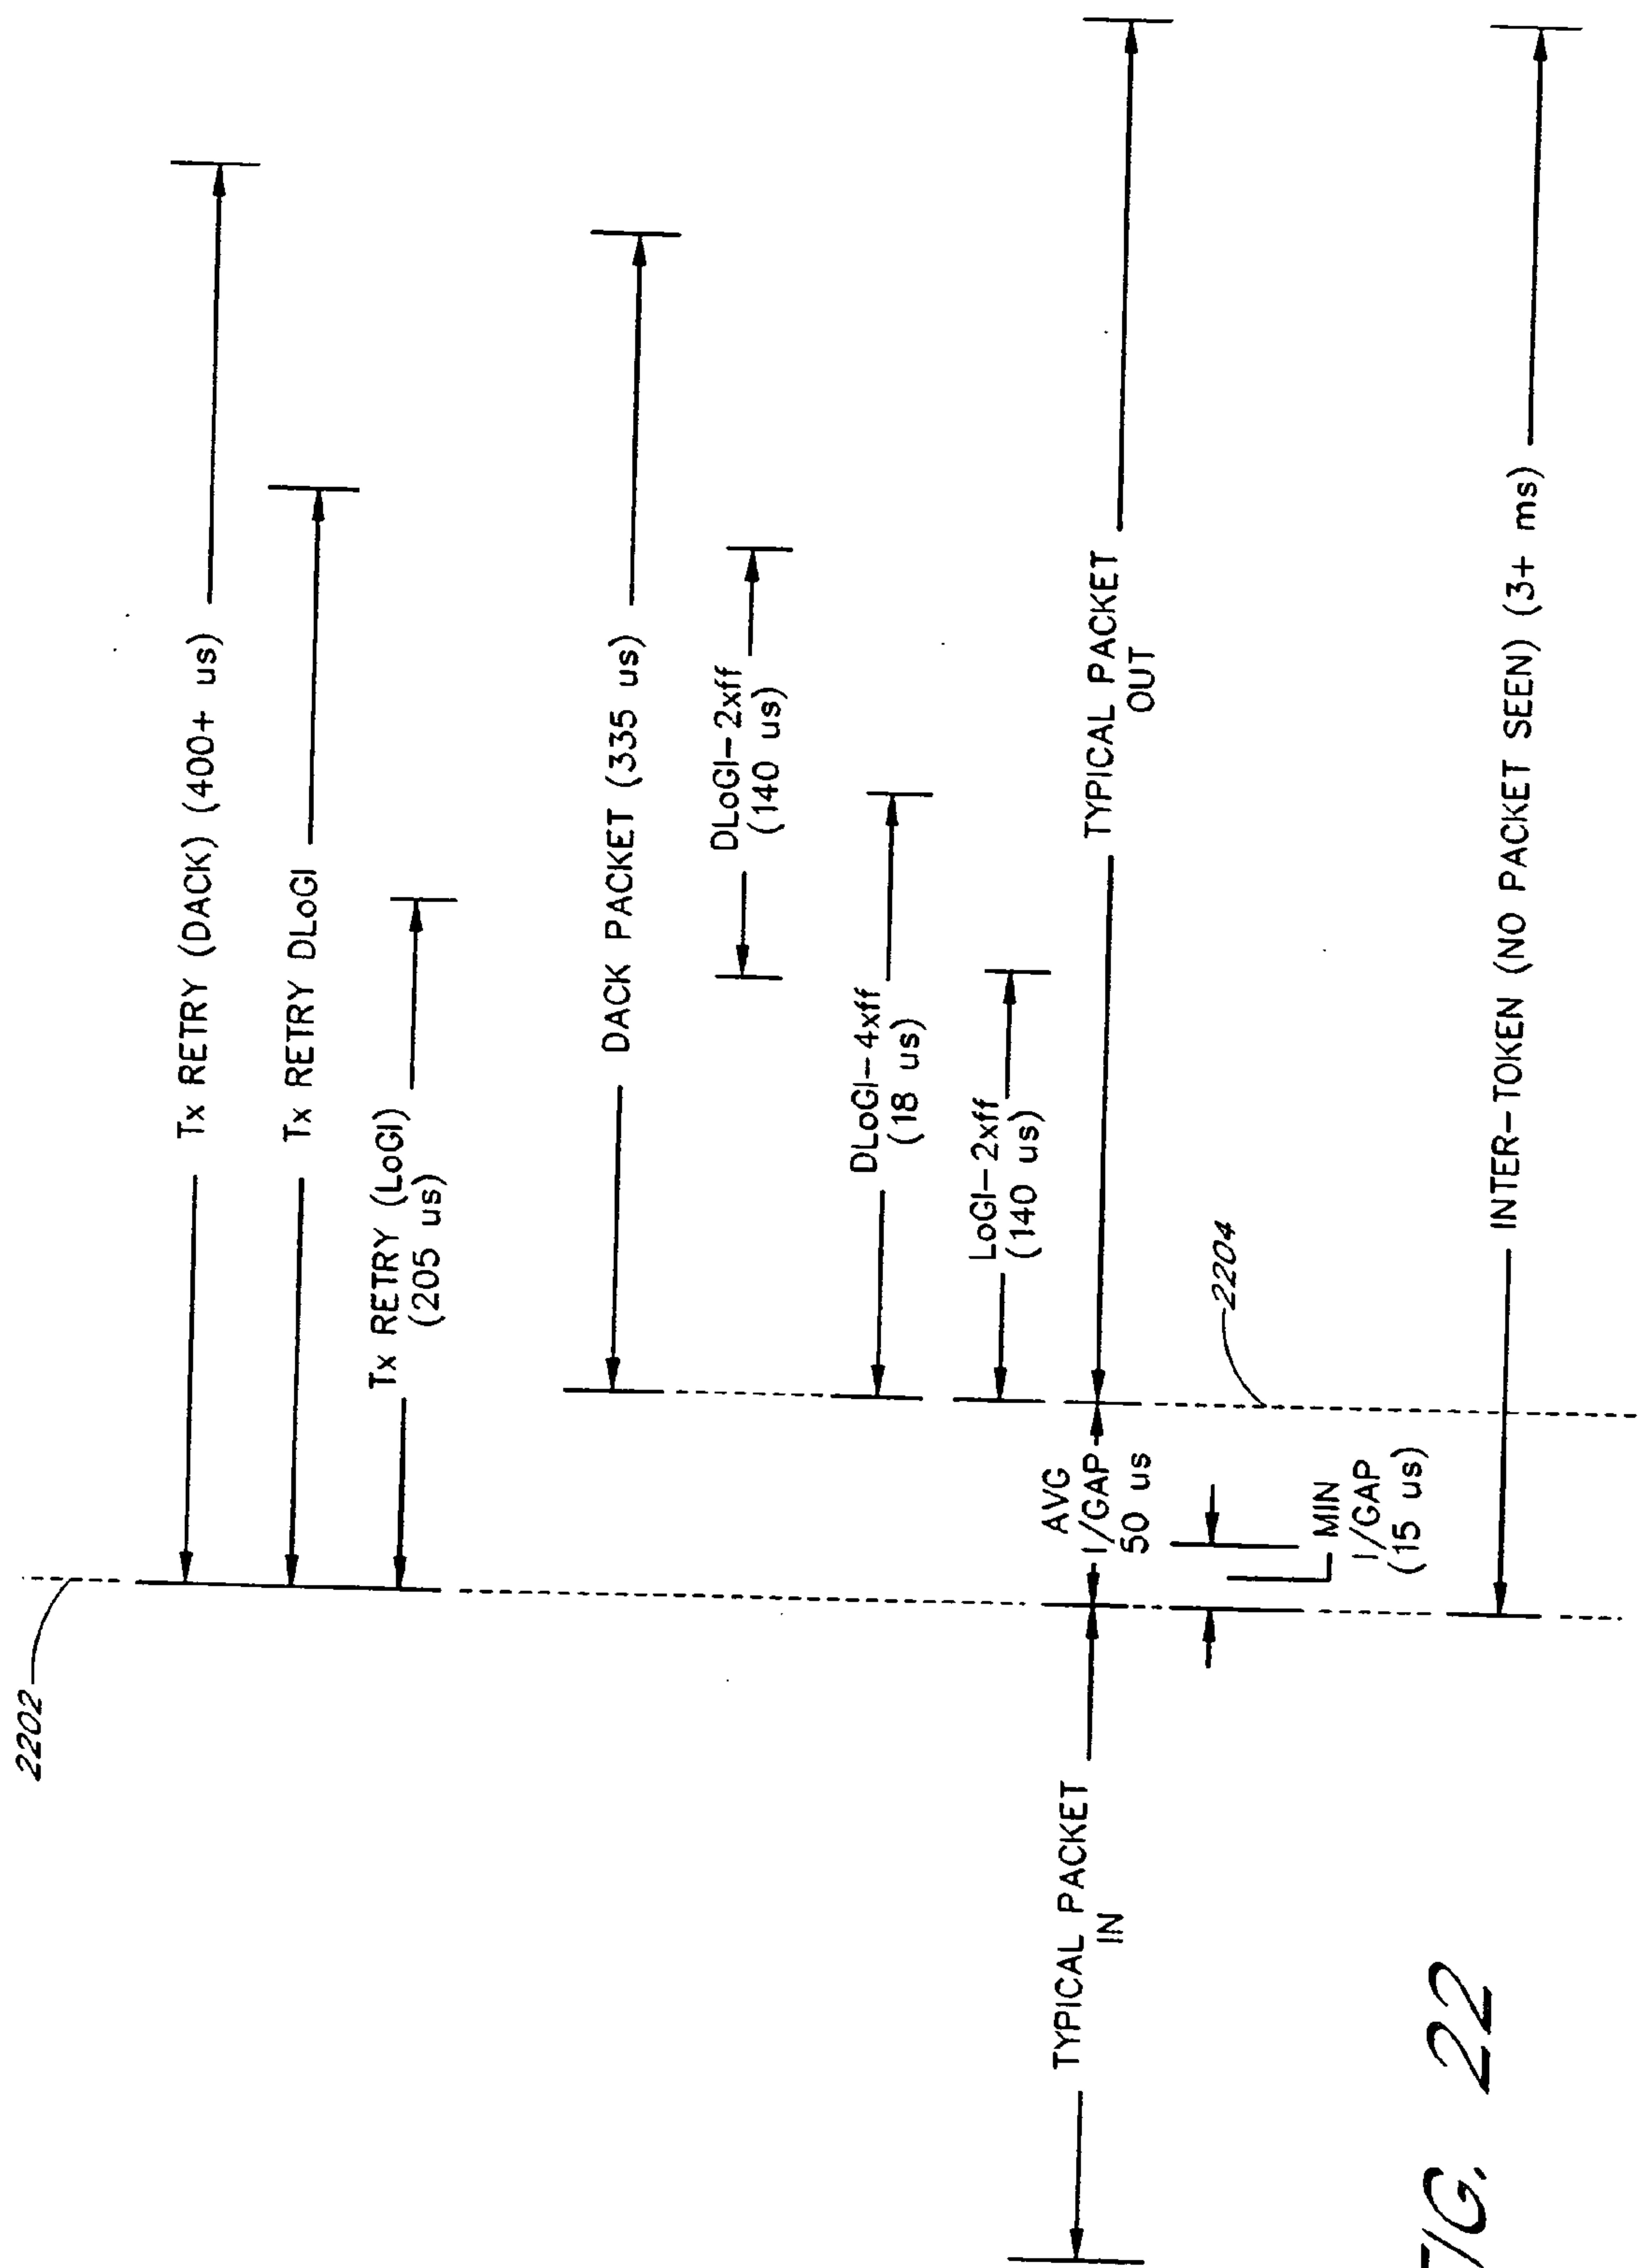 2202
Tx RETRY (DACK) (400+ us)
Tx RETRY DLoGI
Tx RETRY (LoGI)
(205 us)
DACK PACKET (335 us)
DLoGI-2xff
(140 us)
DLoGI-4xff
(18 us)
LoGI-2xff
(140 us)
TYPICAL PACKET
IN
AVG
I/GAP
50 us
TYPICAL PACKET
OUT
MIN
I/GAP
(15 us)
2204
INTER-TOKEN (NO PACKET SEEN) (3+ ms)
FIG. 22